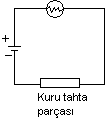 +
−
Kuru tahta
parçası